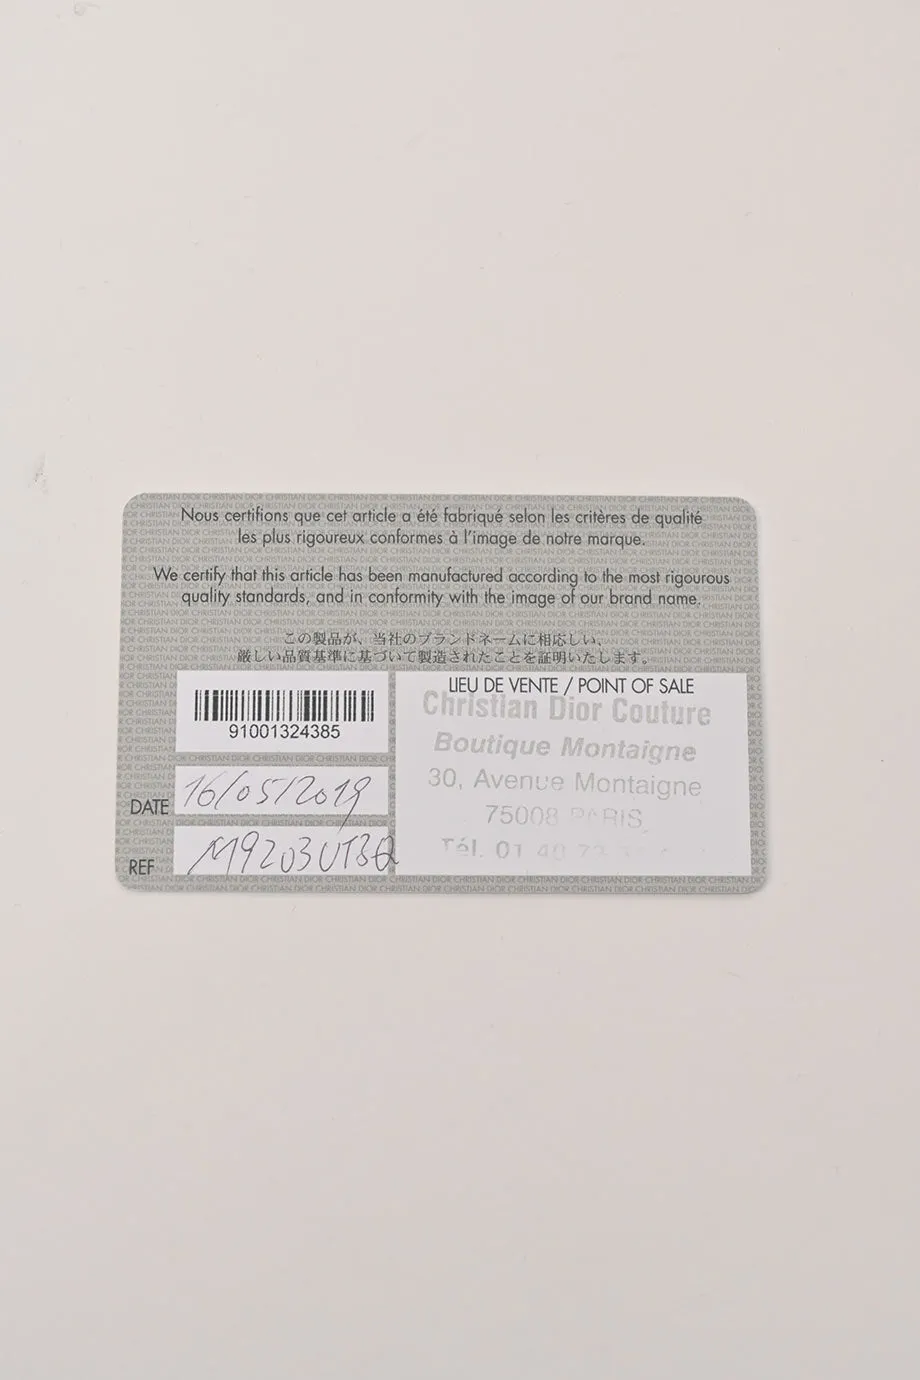 Nous certifions que cet article a été fabriqué selon les critères de qualité
les plus rigoureux conformes à l'image de notre marque.
We certify that this article has been manufactured according to the most rigourous
quality standards, and in conformity with the image of our brand name.
この製品が、当社のブランドネームに相応しい、
厳しい品質基準に基づいて製造されたことを証明いたします。
91001324385
DATE 16/05/2019
REF M9203UTBQ
LIEU DE VENTE / POINT OF SALE
Christian Dior Couture
Boutique Montaigne
30, Avenue Montaigne
75008 PARIS
Tél. 01 40 73